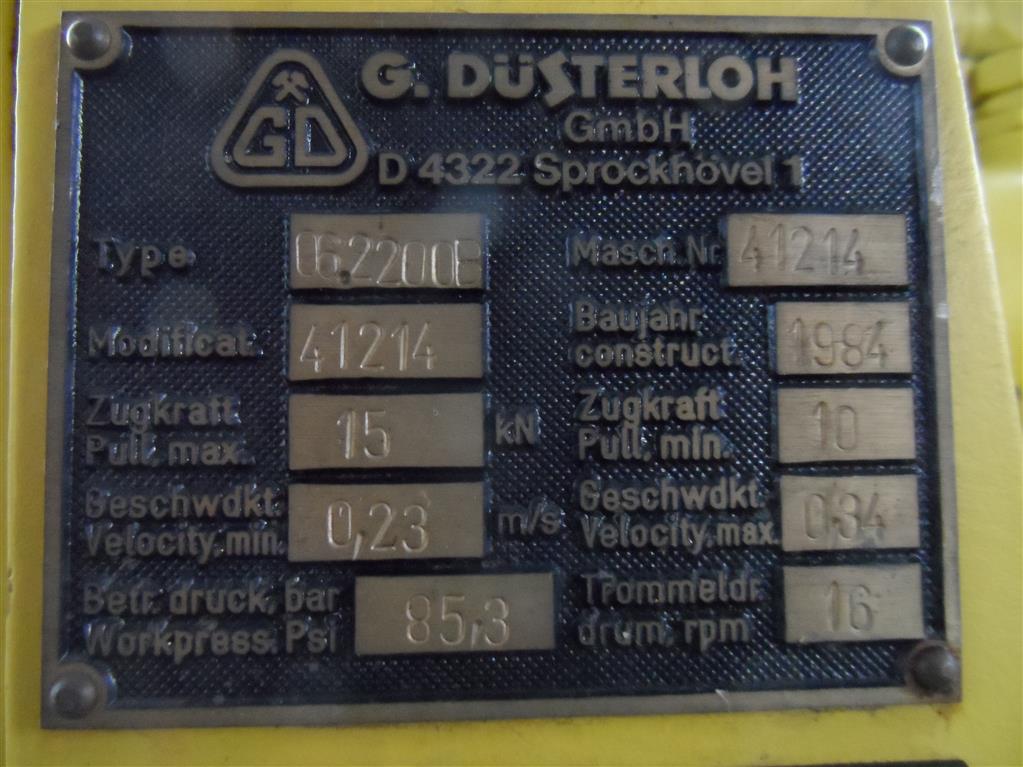 GD
G. DÜSTERLOH
GmbH
D 4322 Sprockhövel 1
Type 06.2200B
Masch.Nr. 41214
Modificat. 41214
Baujahr
construct. 1984
Zugkraft
Pull, max. 15 kN
Zugkraft
Pull, min. 10
Geschwdkt.
Velocity, min. 0,23 m/s
Geschwdkt.
Velocity, max. 0,34
Betr. druck, bar
Workpress. Psi 85,3
Trommeldr.
drum, rpm 16